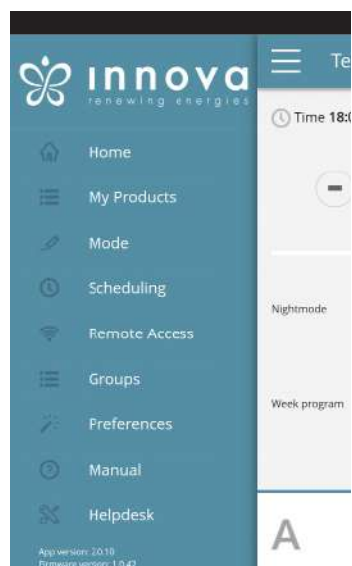 innova
renewing energies
Home
My Products
Mode
Scheduling
Remote Access
Groups
Preferences
Manual
Helpdesk
App version: 2.0.10
Firmware version: 1.0.42
Te
Time 18:0
Nightmode
Week program
A